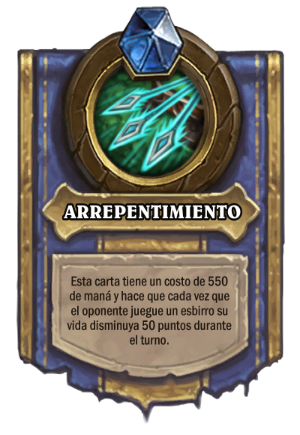 ARREPENTIMIENTO
Esta carta tiene un costo de 550
de maná y hace que cada vez que
el oponente juegue un esbirro su
vida disminuya 50 puntos durante
el turno.